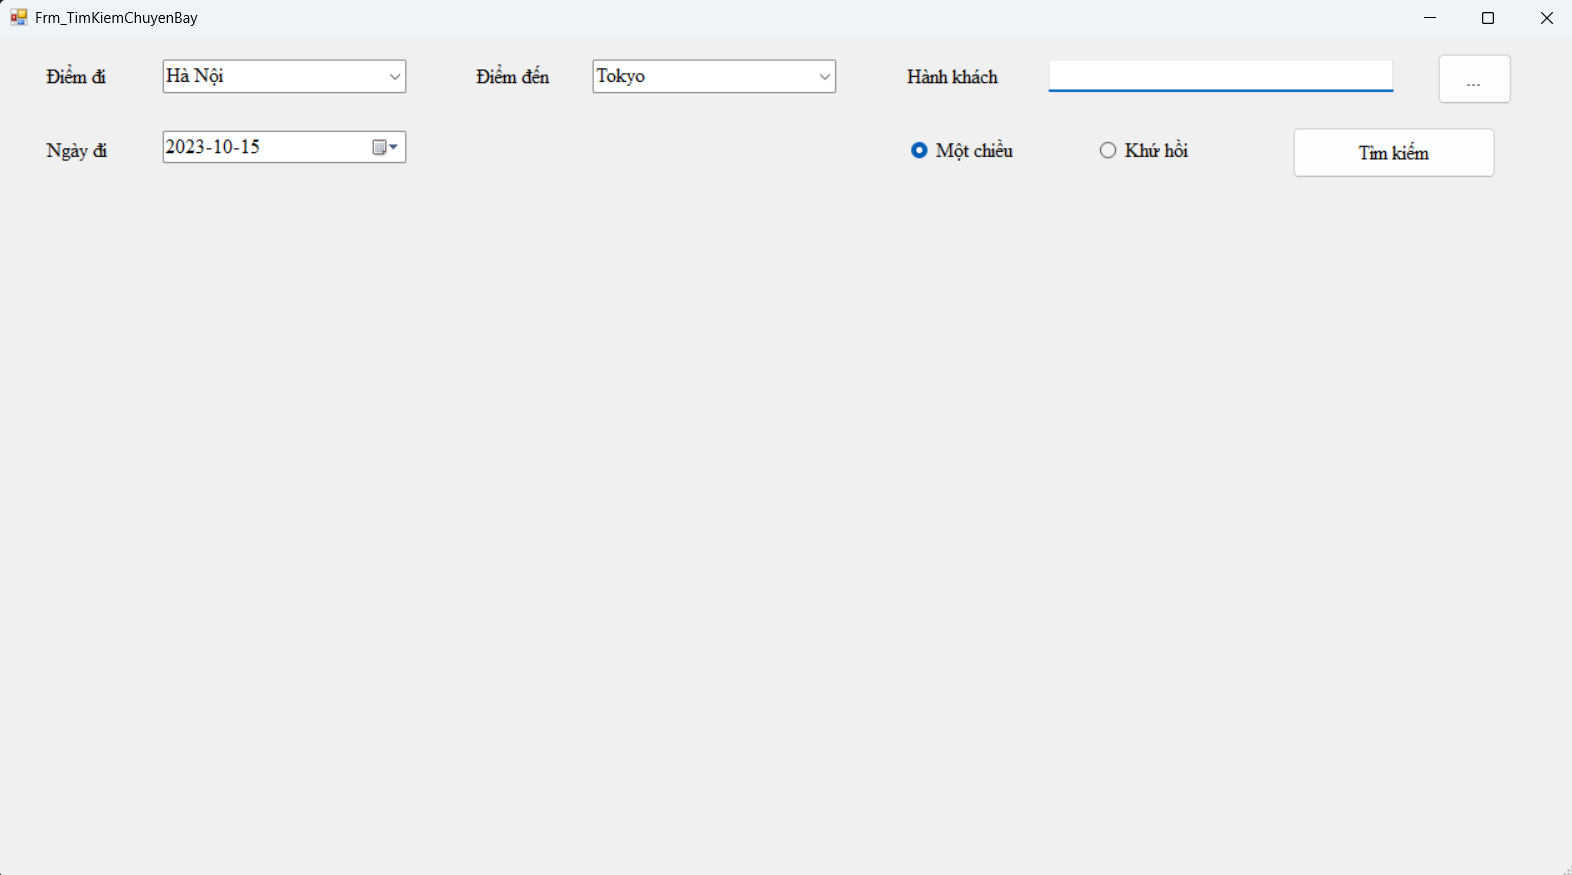 Frm_TimKiemChuyenBay
Điểm đi Hà Nội Điểm đến Tokyo Hành khách ...
Ngày đi 2023-10-15 Một chiều Khứ hồi Tìm kiếm